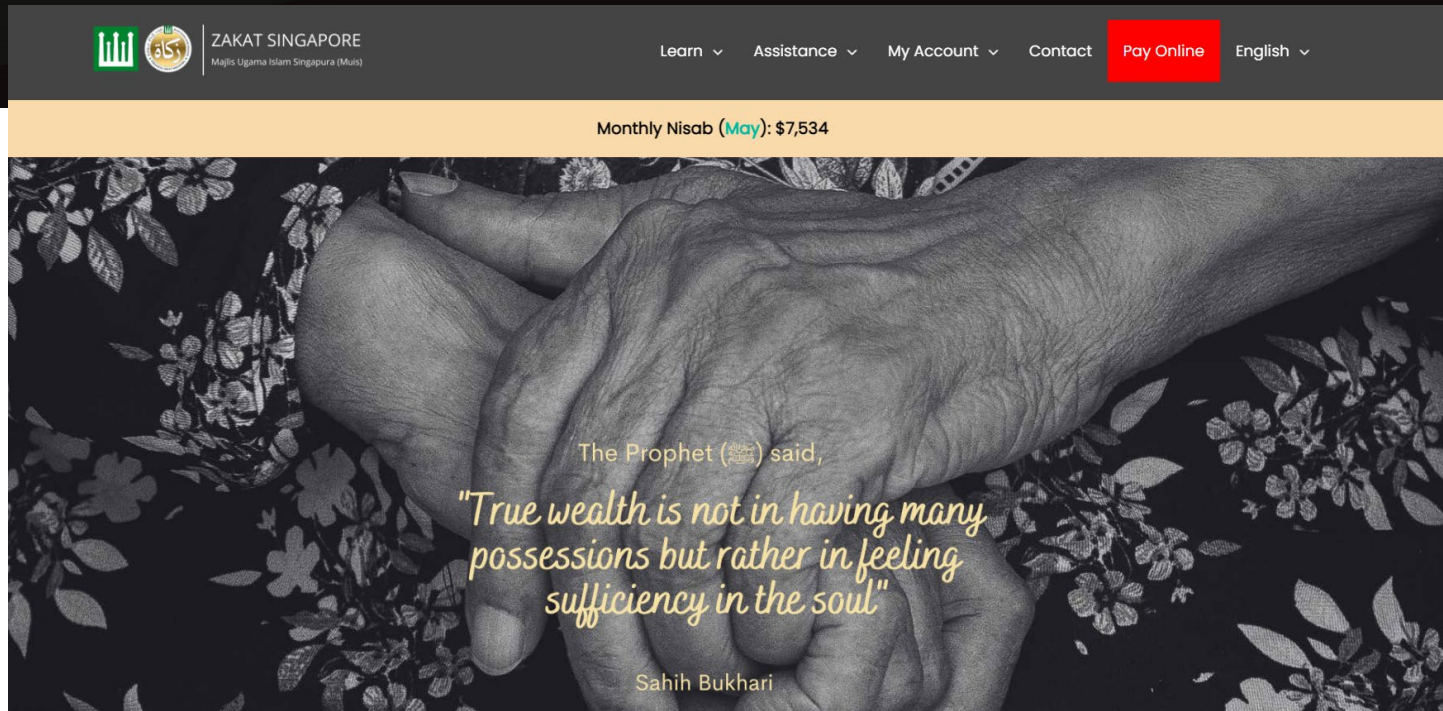 زكاة
ZAKAT SINGAPORE
Majlis Ugama Islam Singapura (Muis)
Learn
Assistance
My Account
Contact
Pay Online
English
Monthly Nisab (May): $7,534
The Prophet (ﷺ) said,
"True wealth is not in having many
possessions but rather in feeling
sufficiency in the soul"
Sahih Bukhari